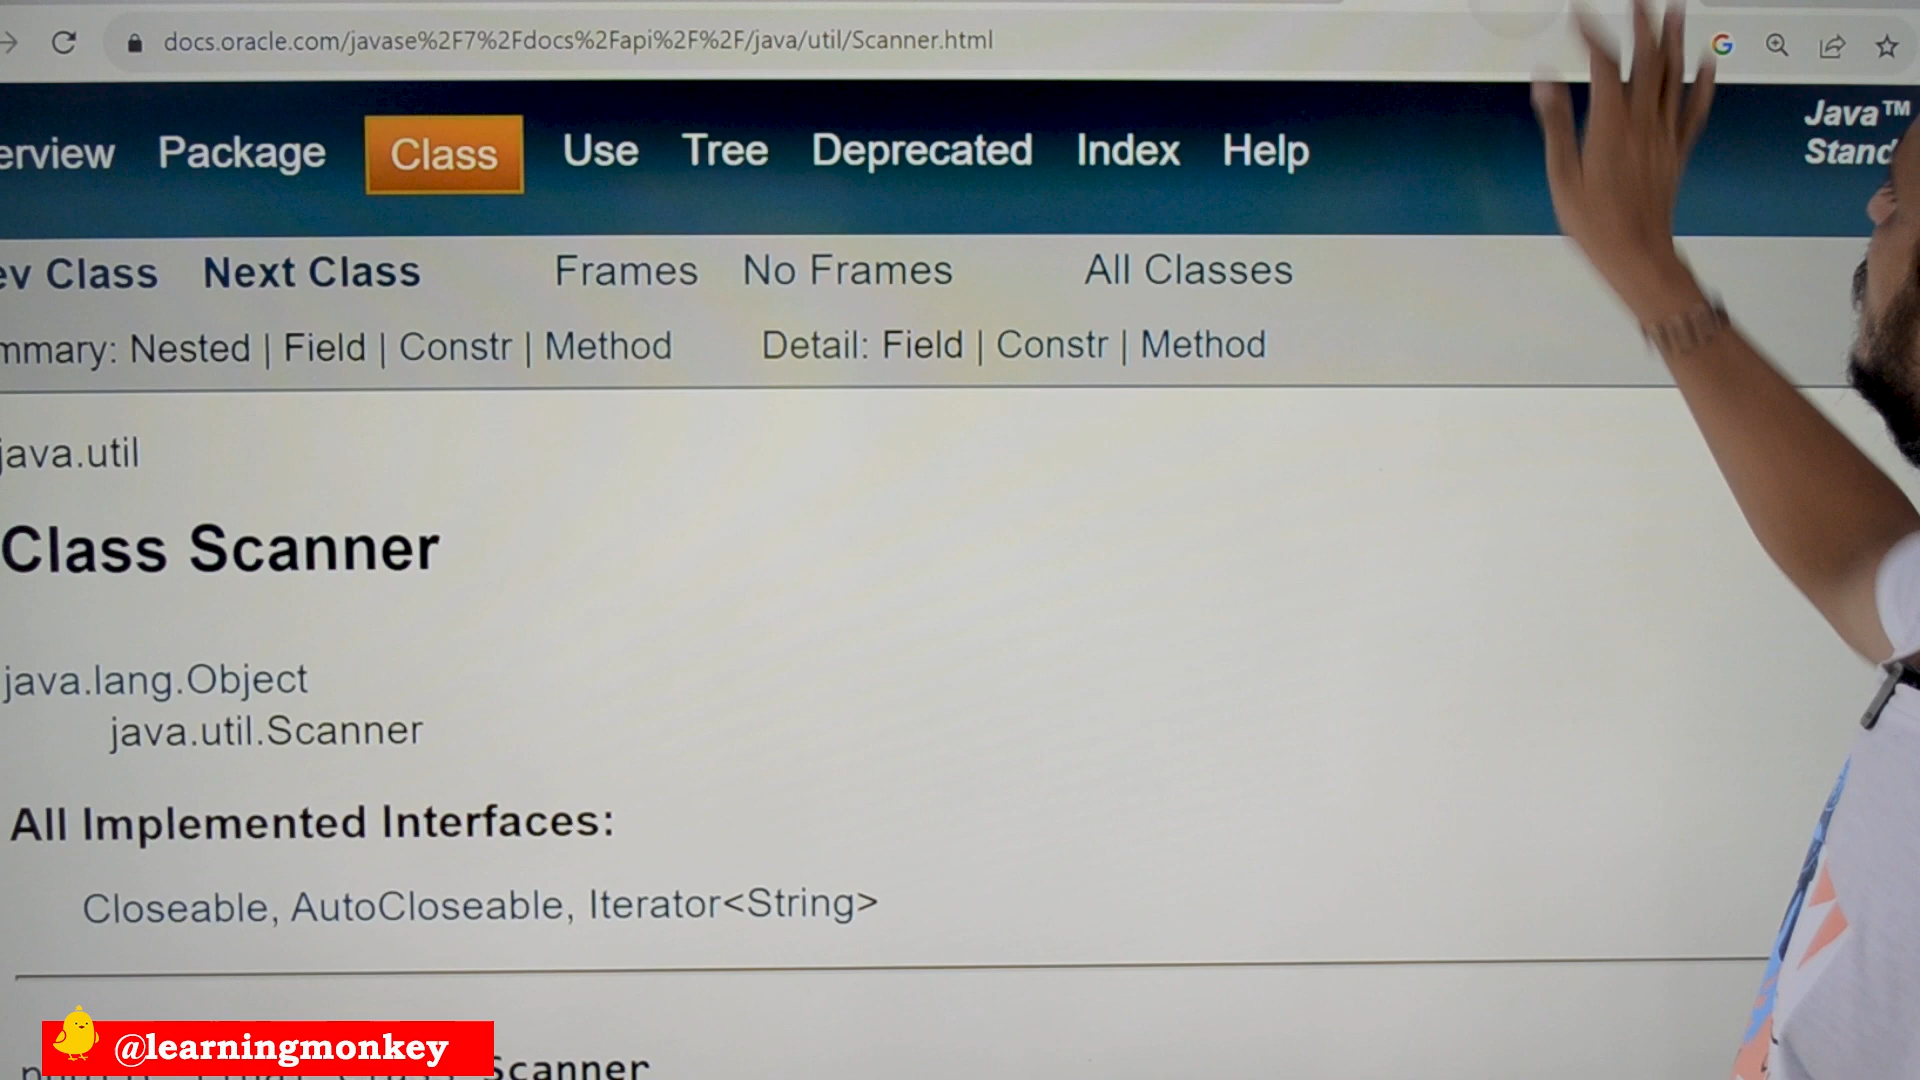 docs.oracle.com/javase%2F7%2Fdocs%2Fapi%2F%2F/java/util/Scanner.html
erview Package Class Use Tree Deprecated Index Help
Java™
Stand
ev Class Next Class Frames No Frames All Classes
mmary: Nested | Field | Constr | Method Detail: Field | Constr | Method
java.util
Class Scanner
java.lang.Object
java.util.Scanner
All Implemented Interfaces:
Closeable, AutoCloseable, Iterator<String>
@learningmonkey
Scanner